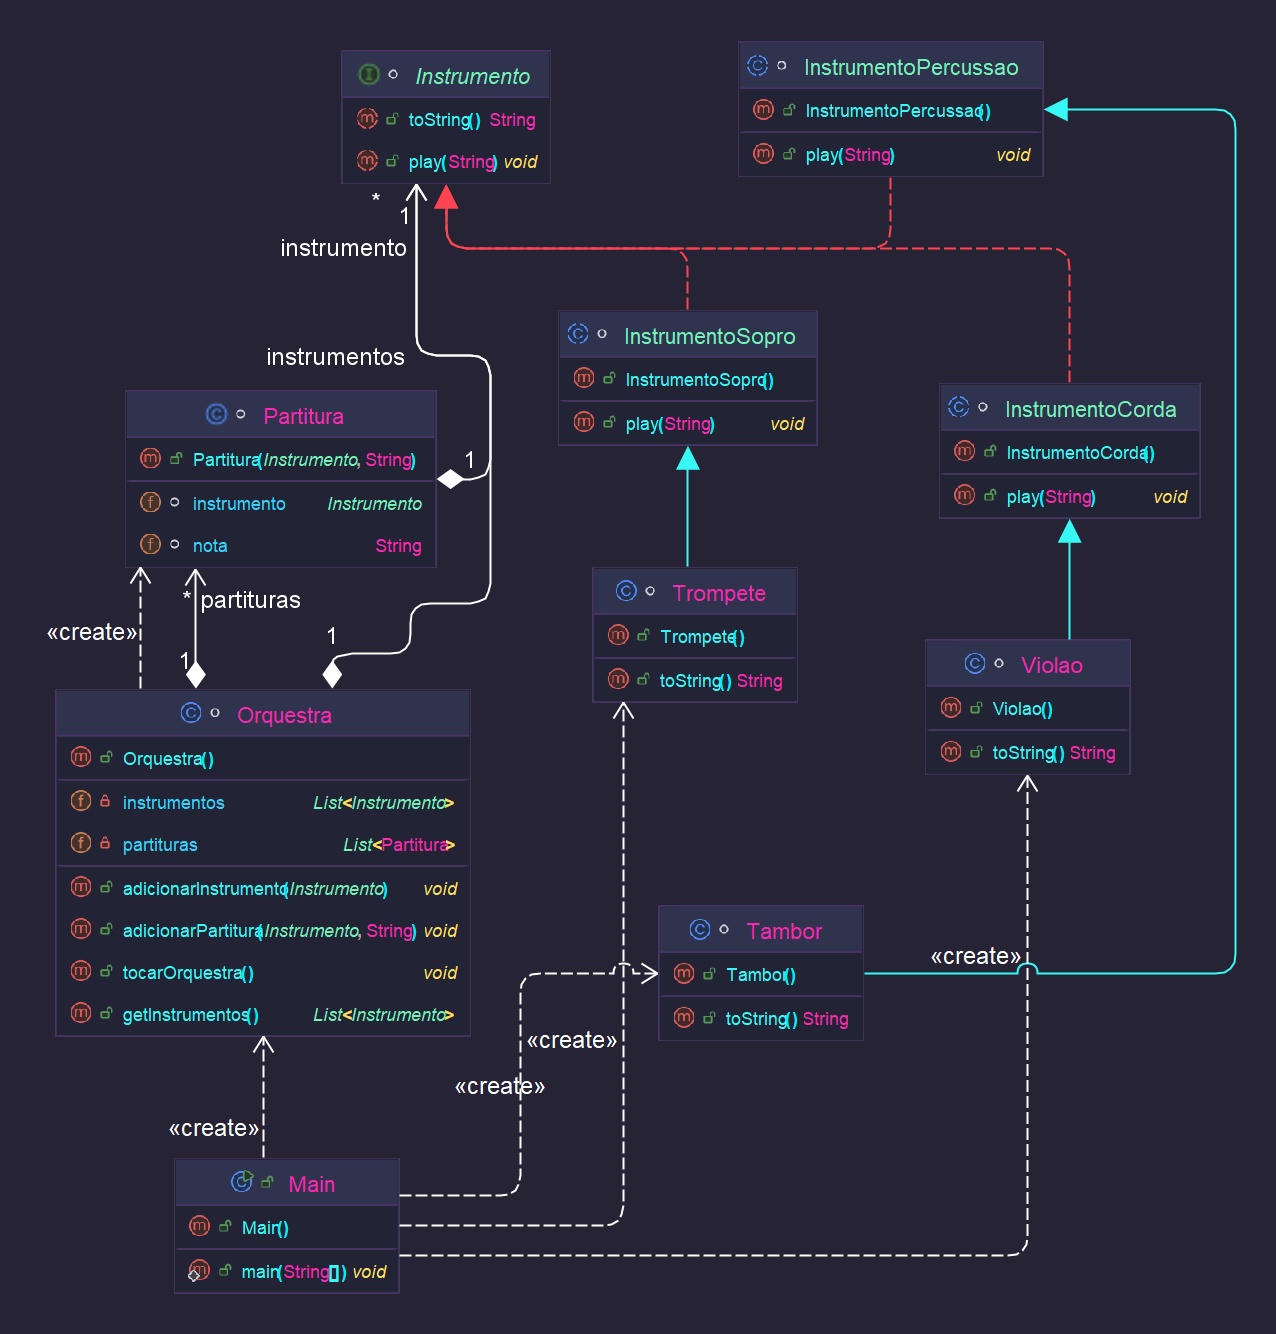 Instrumento
toString() String
play(String) void
InstrumentoPercussao
InstrumentoPercussao()
play(String) void
*
1
instrumento
instrumentos
InstrumentoSopro
InstrumentoSopro()
play(String) void
InstrumentoCorda
InstrumentoCorda()
play(String) void
Partitura
Partitura(Instrumento, String)
instrumento Instrumento
nota String
1
* partituras
«create»
1
1
Trompete
Trompete()
toString() String
Violao
Violao()
toString() String
Orquestra
Orquestra()
instrumentos List<Instrumento>
partituras List<Partitura>
adicionarInstrumento(Instrumento) void
adicionarPartitura(Instrumento, String) void
tocarOrquestra() void
getInstrumentos() List<Instrumento>
Tambor
Tambor()
toString() String
«create»
«create»
«create»
«create»
Main
Main()
main(String[]) void